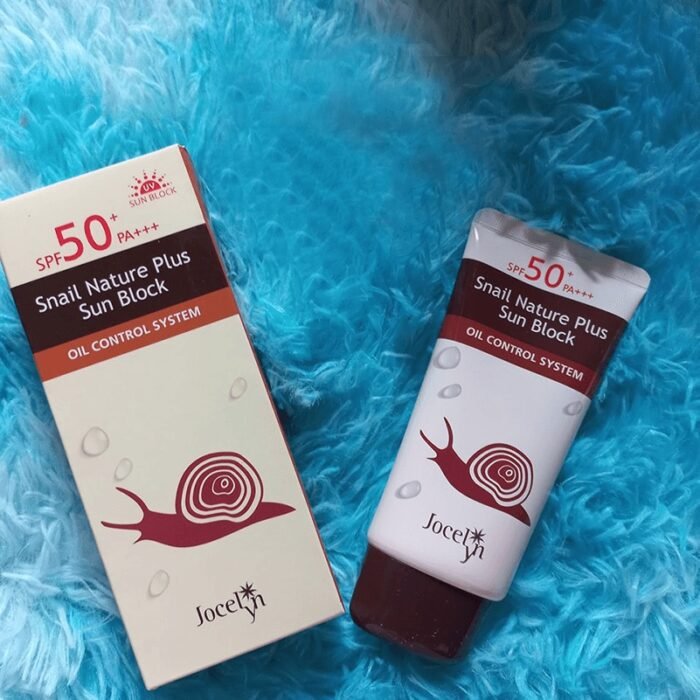 UV
SUN BLOCK
SPF50+ PA+++
Snail Nature Plus
Sun Block
OIL CONTROL SYSTEM
Jocelyn
SPF50+ PA+++
Snail Nature Plus
Sun Block
OIL CONTROL SYSTEM
Jocelyn